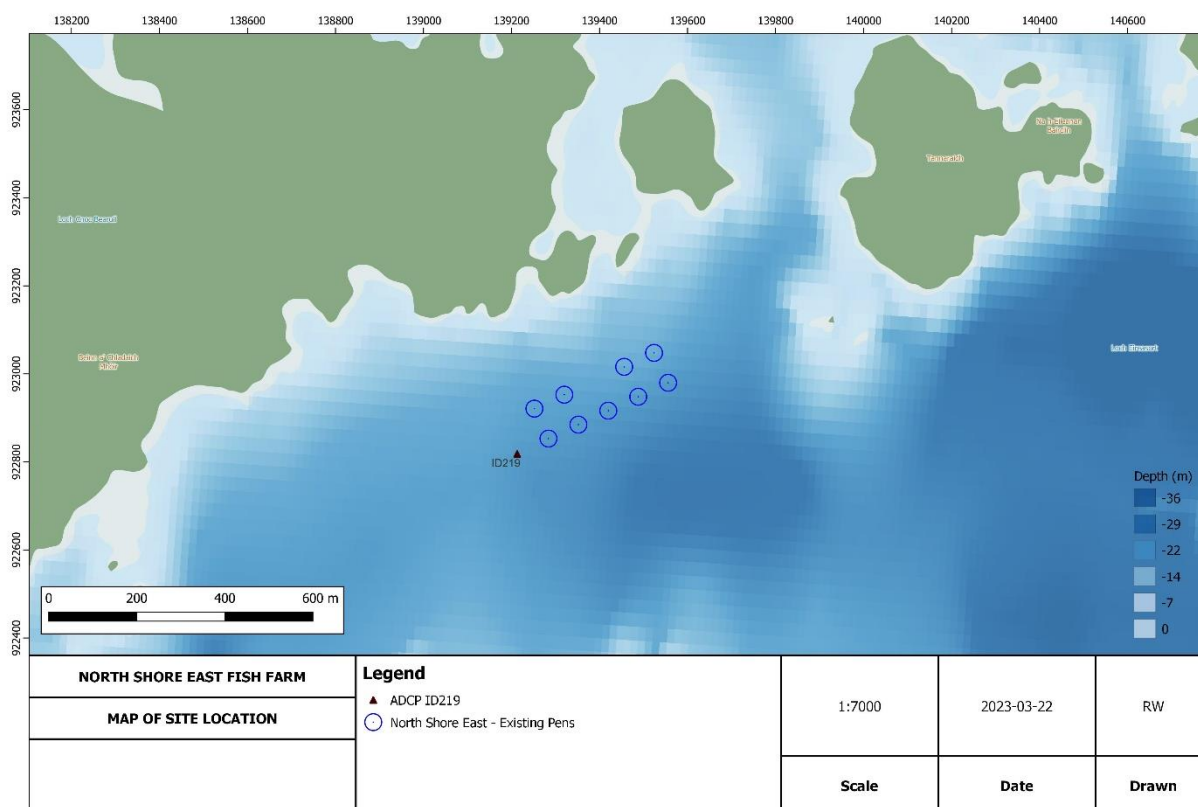 138200 138400 138600 138800 139000 139200 139400 139600 139800 140000 140200 140400 140600
923600
923400
923200
923000
922800
922600
922400
Tanneraidh
ID219
Depth (m)
-36
-29
-22
-14
-7
0
0 200 400 600 m
NORTH SHORE EAST FISH FARM
MAP OF SITE LOCATION
Legend
ADCP ID219
North Shore East - Existing Pens
1:7000
2023-03-22
RW
Scale
Date
Drawn